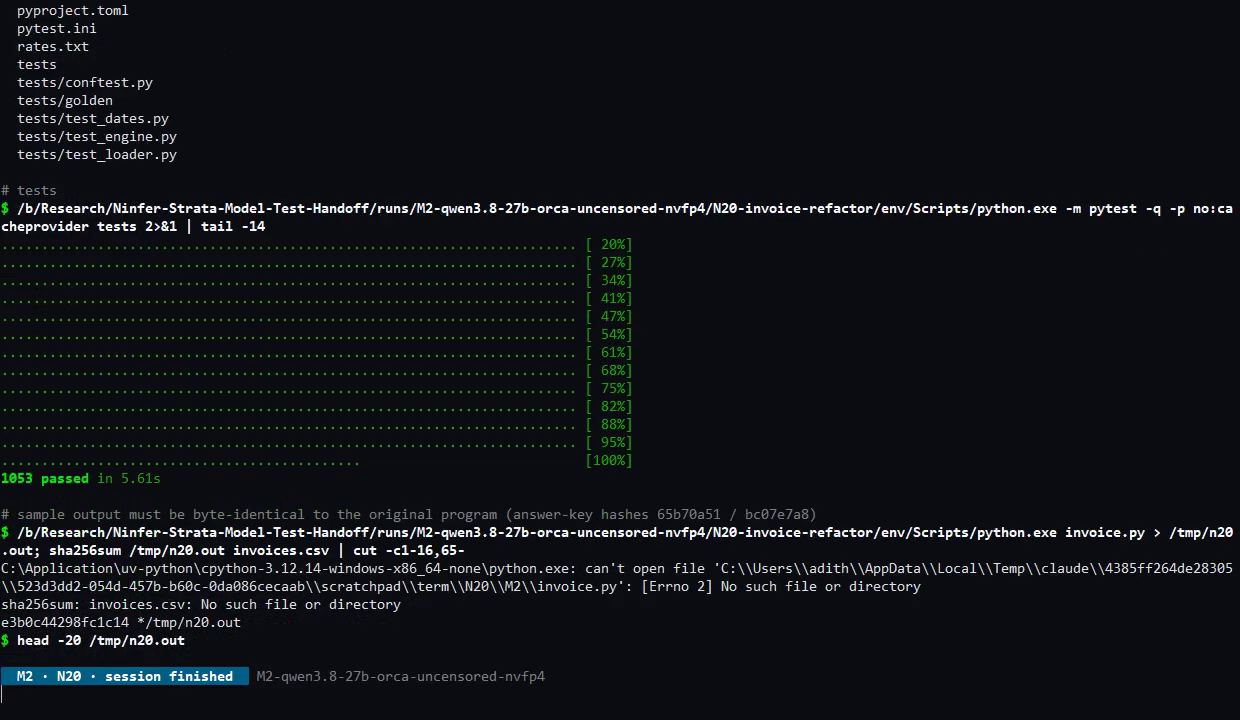 pyproject.toml
pytest.ini
rates.txt
tests
tests/conftest.py
tests/golden
tests/test_dates.py
tests/test_engine.py
tests/test_loader.py
# tests
$ /b/Research/Ninfer-Strata-Model-Test-Handoff/runs/M2-qwen3.8-27b-orca-uncensored-nvfp4/N20-invoice-refactor/env/Scripts/python.exe -m pytest -q -p no:ca
cheprovider tests 2>&1 | tail -14
........................................................................ [ 20%]
........................................................................ [ 27%]
........................................................................ [ 34%]
........................................................................ [ 41%]
........................................................................ [ 47%]
........................................................................ [ 54%]
........................................................................ [ 61%]
........................................................................ [ 68%]
........................................................................ [ 75%]
........................................................................ [ 82%]
........................................................................ [ 88%]
........................................................................ [ 95%]
.............................................                            [100%]
1053 passed in 5.61s
# sample output must be byte-identical to the original program (answer-key hashes 65b70a51 / bc07e7a8)
$ /b/Research/Ninfer-Strata-Model-Test-Handoff/runs/M2-qwen3.8-27b-orca-uncensored-nvfp4/N20-invoice-refactor/env/Scripts/python.exe invoice.py > /tmp/n20
.out; sha256sum /tmp/n20.out invoices.csv | cut -c1-16,65-
C:\Application\uv-python\cpython-3.12.14-windows-x86_64-none\python.exe: can't open file 'C:\\Users\\adith\\AppData\\Local\\Temp\\claude\\4385ff264de28305
\\523d3dd2-054d-457b-b60c-0da086cecaab\\scratchpad\\term\\N20\\M2\\invoice.py': [Errno 2] No such file or directory
sha256sum: invoices.csv: No such file or directory
e3b0c44298fc1c14 */tmp/n20.out
$ head -20 /tmp/n20.out
M2 · N20 · session finished M2-qwen3.8-27b-orca-uncensored-nvfp4